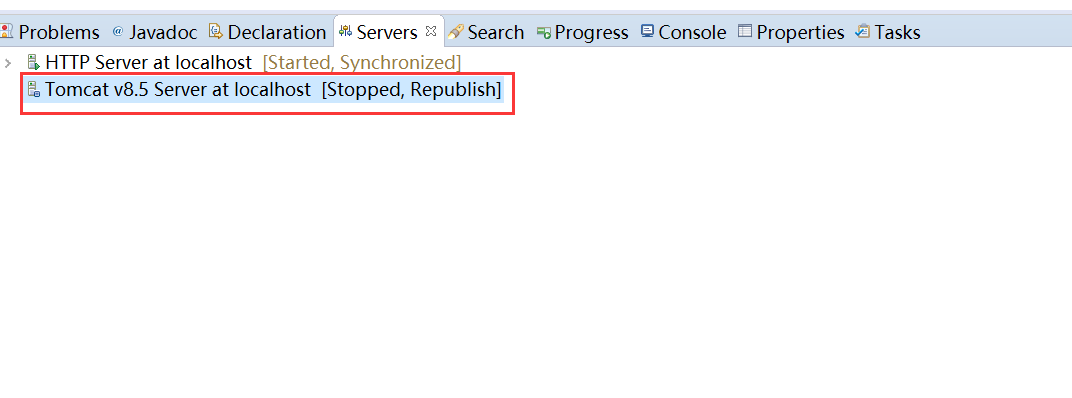 Problems @ Javadoc Declaration Servers Search Progress Console Properties Tasks
HTTP Server at localhost [Started, Synchronized]
Tomcat v8.5 Server at localhost [Stopped, Republish]